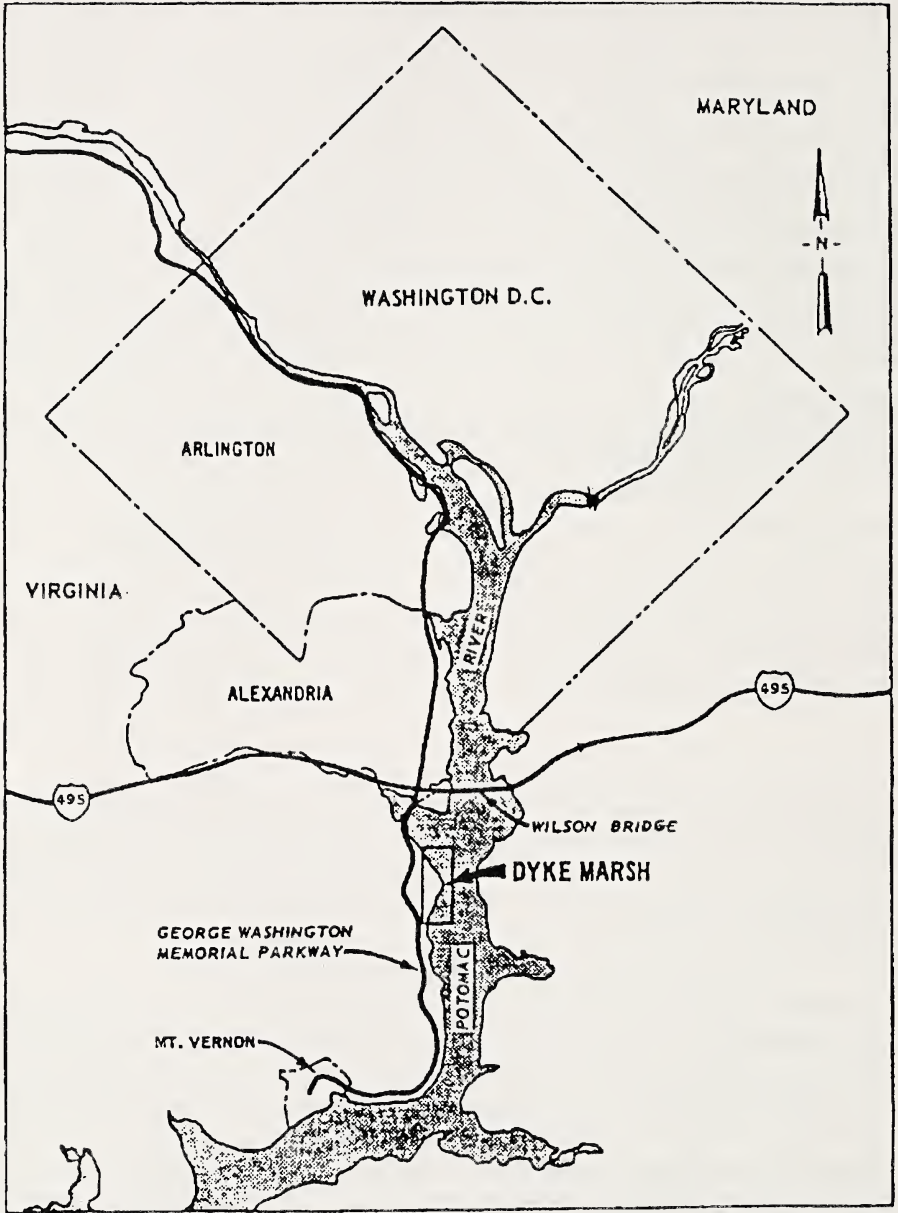 MARYLAND
- N -
WASHINGTON D.C.
ARLINGTON
VIRGINIA
RIVER
ALEXANDRIA
495
495
WILSON BRIDGE
DYKE MARSH
GEORGE WASHINGTON
MEMORIAL PARKWAY
POTOMAC
MT. VERNON